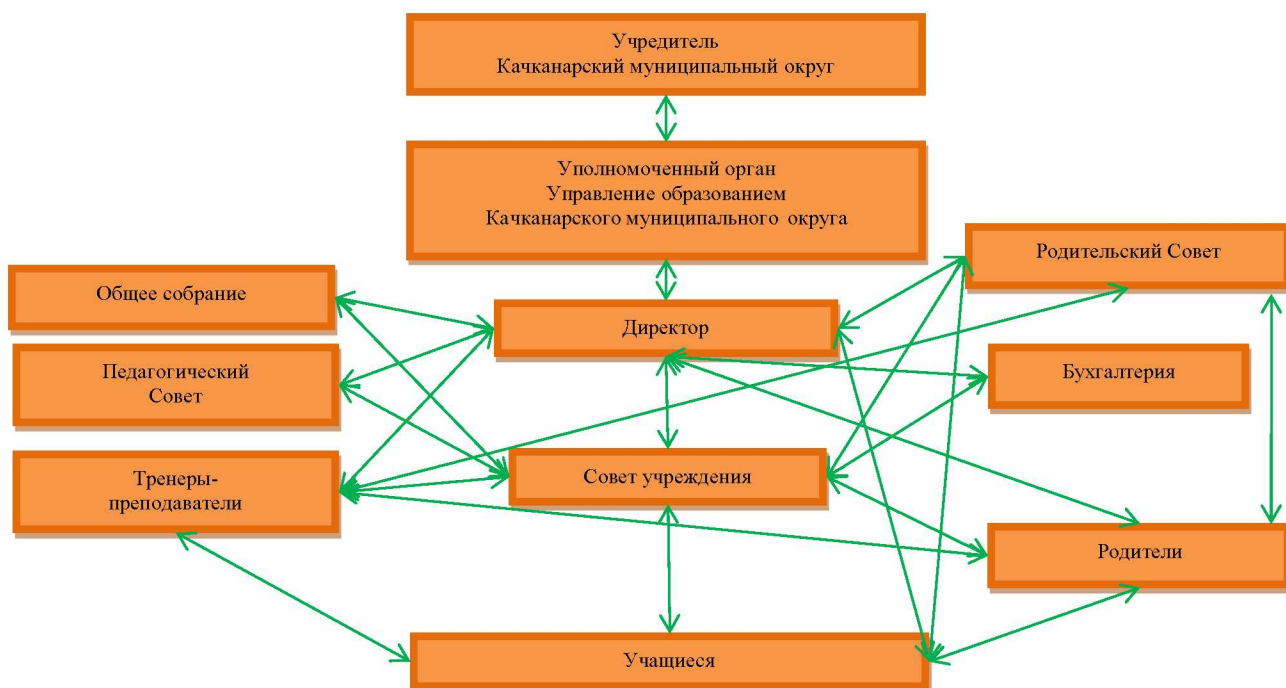 Учредитель
Качканарский муниципальный округ
Уполномоченный орган
Управление образованием
Качканарского муниципального округа
Родительский Совет
Общее собрание
Директор
Педагогический
Совет
Бухгалтерия
Тренеры-
преподаватели
Совет учреждения
Родители
Учащиеся